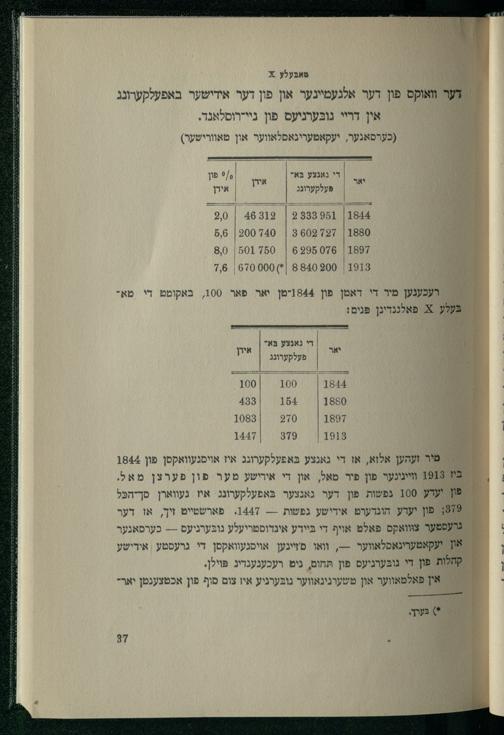 טאבעלע X
דער וואוקס פון דער אלגעמיינער און פון דער אידישער באפעלקערונג
אין דריי גובערניעס פון ניי־רוסלאנד.
(כערסאנער, יעקאטערינאסלאווער און טאוורישער)
יאר | די גאנצע בא־ פעלקערונג | אידן | % פון אידן
1844 | 2 333 951 | 46 312 | 2,0
1880 | 3 602 727 | 200 740 | 5,6
1897 | 6 295 076 | 501 750 | 8,0
1913 | 8 840 200 | 670 000 (* | 7,6
רעכענען מיר די דאטן פון 1844־טן יאר פאר 100, באקומט די טא־
בעלע X פאלגנדיגן פנים:
יאר | די גאנצע בא־ פעלקערונג | אידן
1844 | 100 | 100
1880 | 154 | 433
1897 | 270 | 1083
1913 | 379 | 1447
מיר זעהען אלזא, אז די גאנצע באפעלקערונג איז אויסגעוואקסן פון 1844
ביז 1913 ווייניגער פון פיר מאל, און די אידישע מער פון פערצן מאל.
פון יעדע 100 נפשות פון דער גאנצער באפעלקערונג איז געווארן סך־הכל
379; פון יעדע הונדערט אידישע נפשות — 1447. פארשטייט זיך, אז דער
גרעסטער צווואקס פאלט אויף די ביידע אינדוסטריעלע גובערניעס — כערסאנער
און יעקאטערינאסלאווער —, וואו ס'זיינען אויסגעוואקסן די גרעסטע אידישע
קהלות פון די גובערניעס פון תחום, ניט רעכענענדיג פוילן.
אין פאלטאווער און טשערניגאווער גובערניע איז צום סוף פון אכטצענטן יאר־
*) בערך.
37